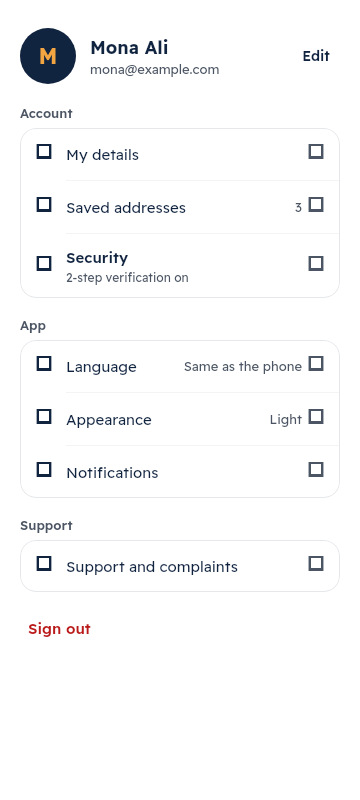 M
Mona Ali
mona@example.com
Edit
Account
My details
Saved addresses 3
Security
2-step verification on
App
Language Same as the phone
Appearance Light
Notifications
Support
Support and complaints
Sign out